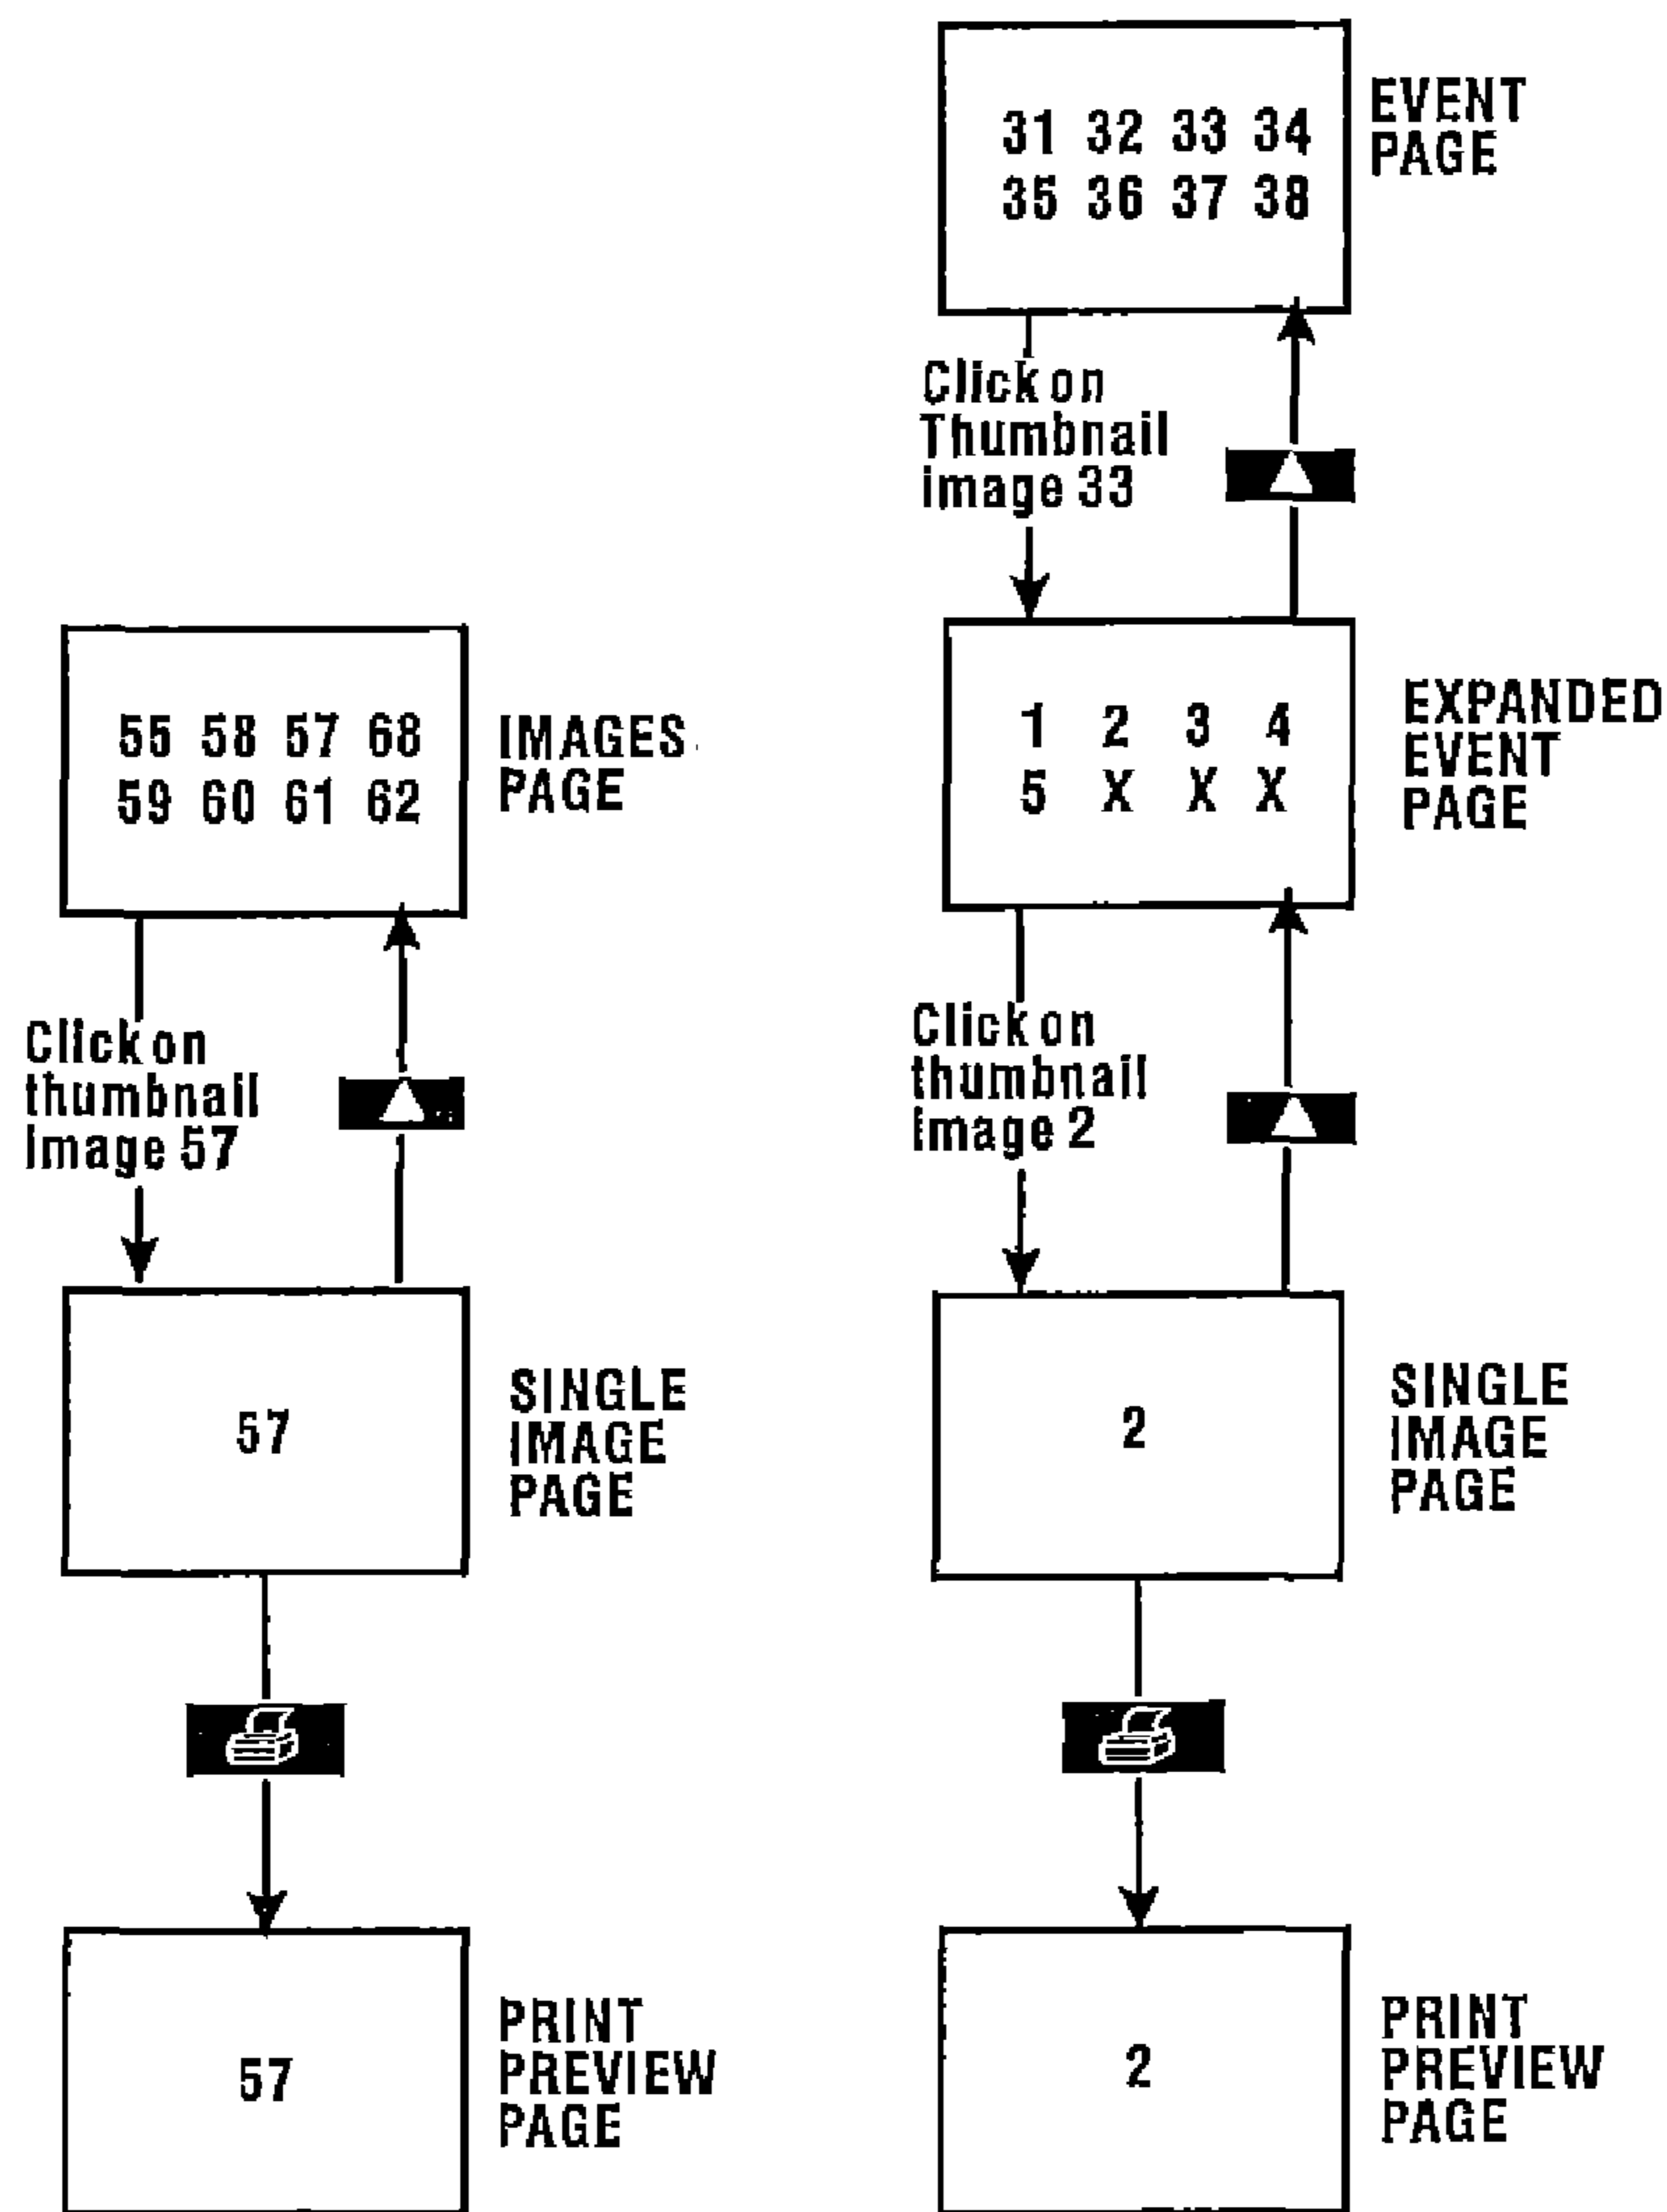 31 32 33 34
35 36 37 38
EVENT
PAGE
Click on
Thumbnail
image 33
1 2 3 4
5 X X X
EXPANDED
EVENT
PAGE
Click on
thumbnail
image 2
2
SINGLE
IMAGE
PAGE
2
PRINT
PREVIEW
PAGE
55 58 57 68
59 60 61 62
IMAGES
PAGE
Click on
thumbnail
Image 57
57
SINGLE
IMAGE
PAGE
57
PRINT
PREVIEW
PAGE